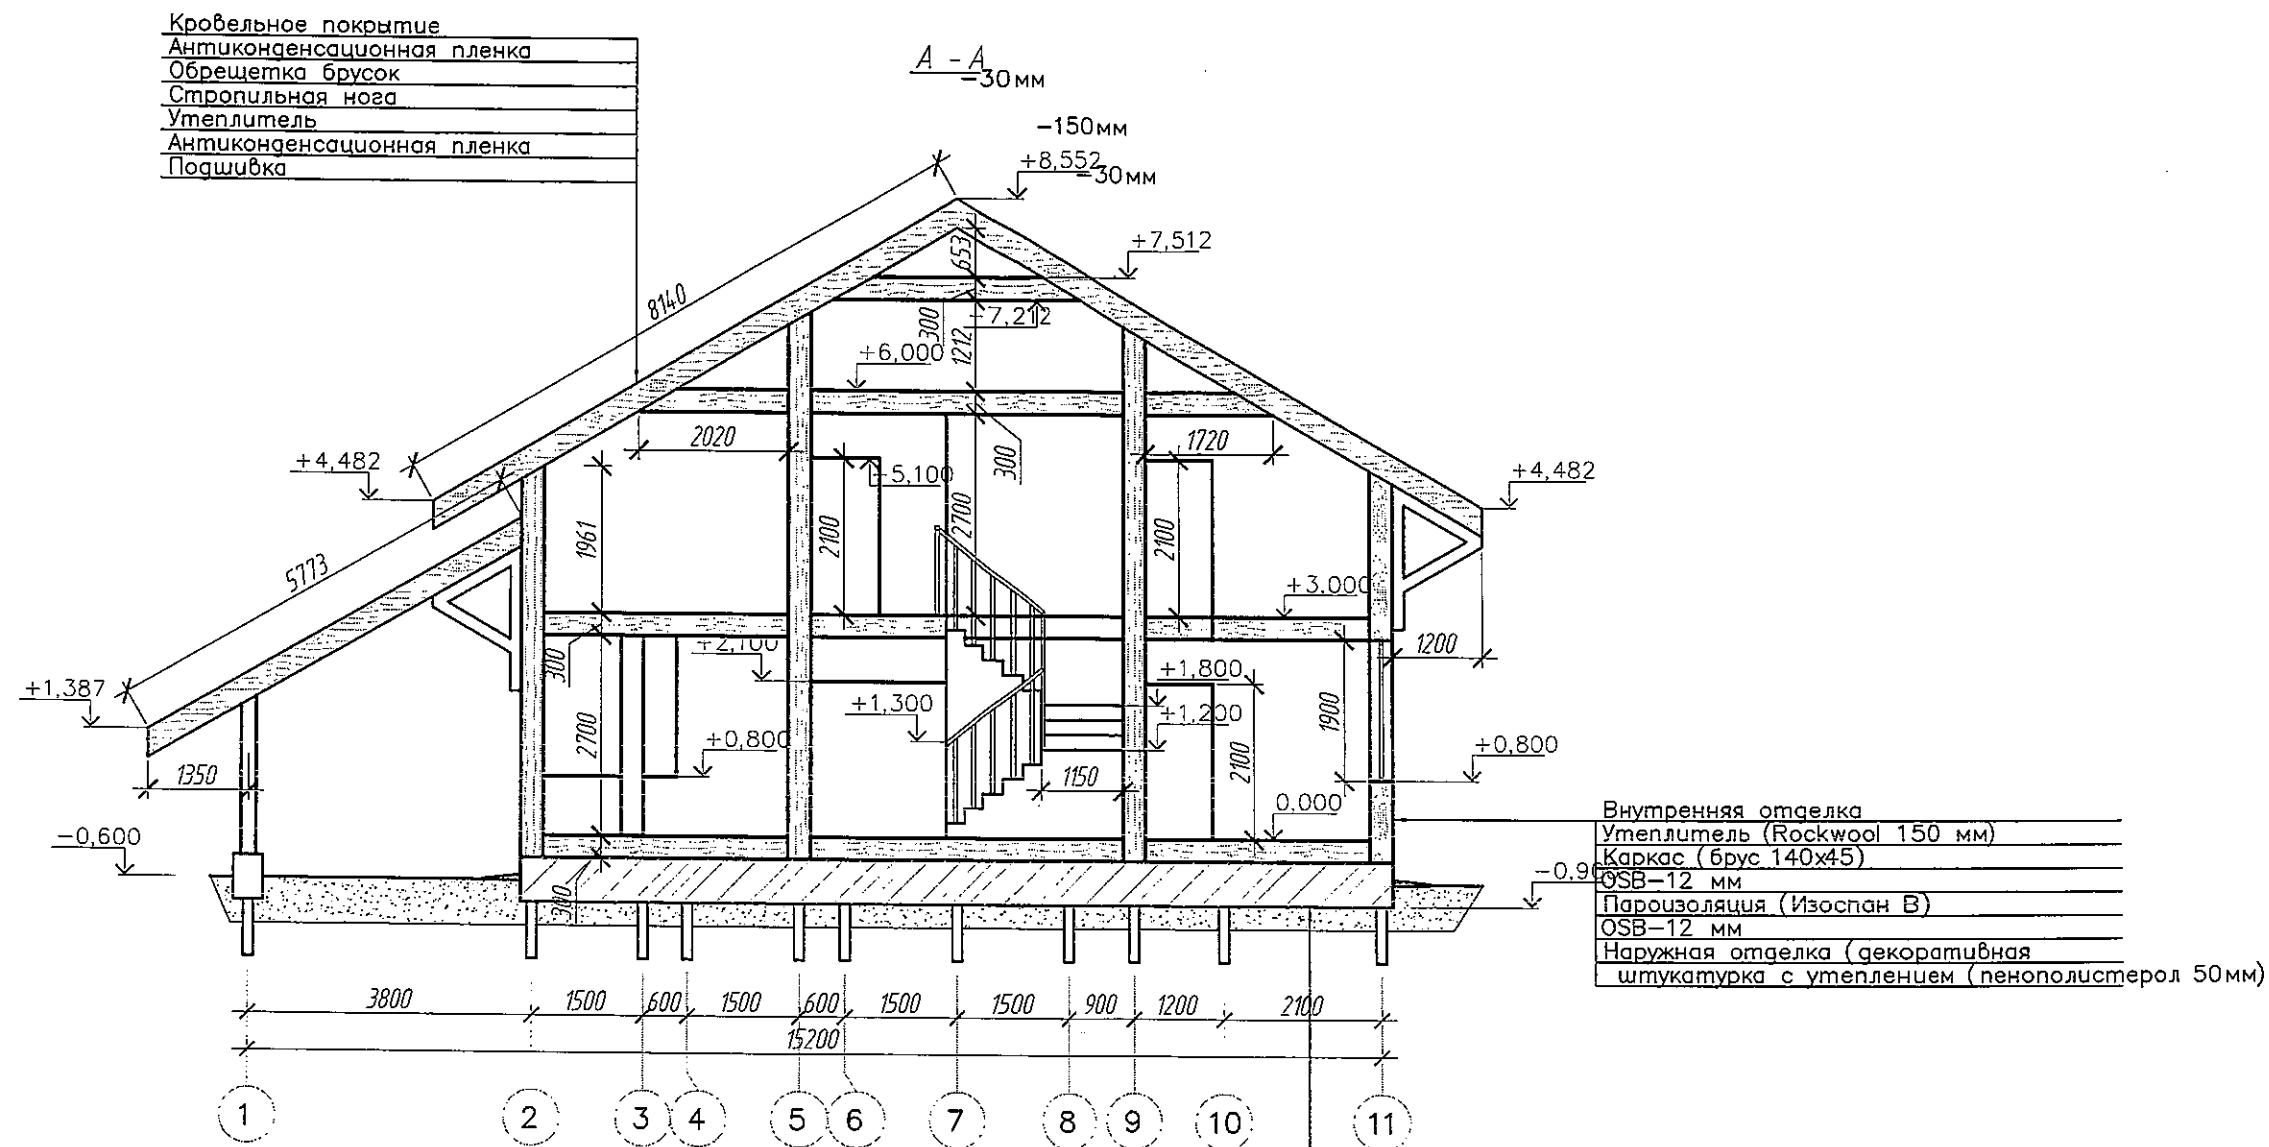 Кровельное покрытие
Антиконденсационная пленка
Обрещетка брусок
Стропильная нога
Утеплитель
Антиконденсационная пленка
Подшивка
А - А
-30мм
-150мм
+8,552
-30мм
+7,512
653
8140
300
-7,212
1212
+6,000
2020
1720
300
+4,482
-5,100
+4,482
1961
2100
2700
2100
5773
+3.000
300
+2,100
+1,800
1200
+1,387
+1,300
+1,200
1900
2700
+0,800
2100
+0,800
1350
1150
0.000
-0,600
300
Внутренняя отделка
Утеплитель (Rockwool 150 мм)
Каркас (брус 140х45)
-0,90
OSB-12 мм
Пароизоляция (Изоспан В)
OSB-12 мм
Наружная отделка (декоративная
штукатурка с утеплением (пенополистерол 50мм)
3800 1500 600 1500 600 1500 1500 900 1200 2100
15200
1 2 3 4 5 6 7 8 9 10 11